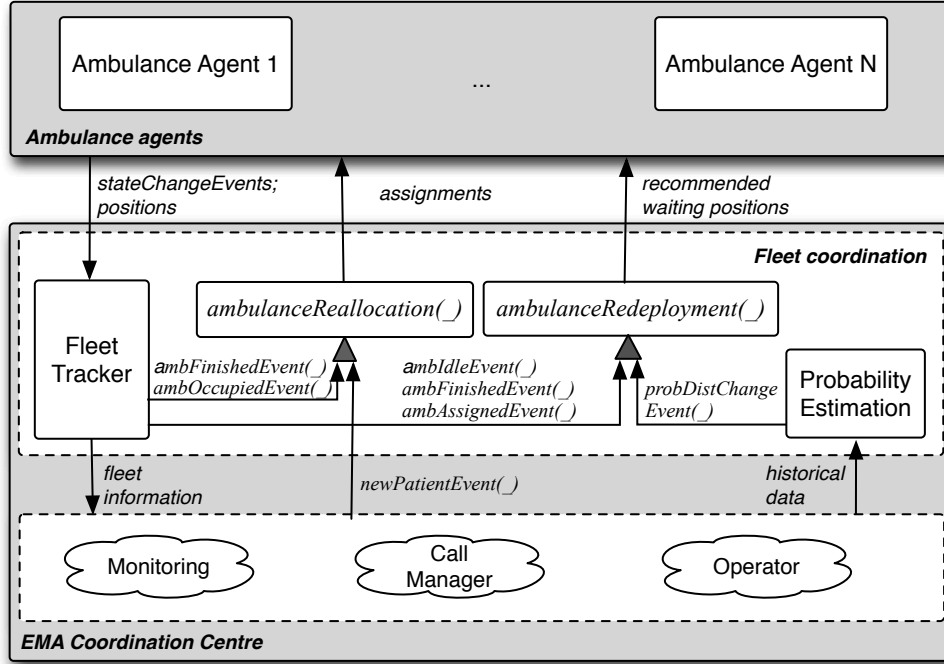 Ambulance Agent 1
...
Ambulance Agent N
Ambulance agents
stateChangeEvents;
positions
assignments
recommended
waiting positions
Fleet coordination
Fleet
Tracker
ambulanceReallocation(_)
ambulanceRedeployment(_)
ambFinishedEvent(_)
ambOccupiedEvent(_)
ambIdleEvent(_)
ambFinishedEvent(_)
ambAssignedEvent(_)
probDistChange
Event(_)
Probability
Estimation
fleet
information
newPatientEvent(_)
historical
data
Monitoring
Call
Manager
Operator
EMA Coordination Centre